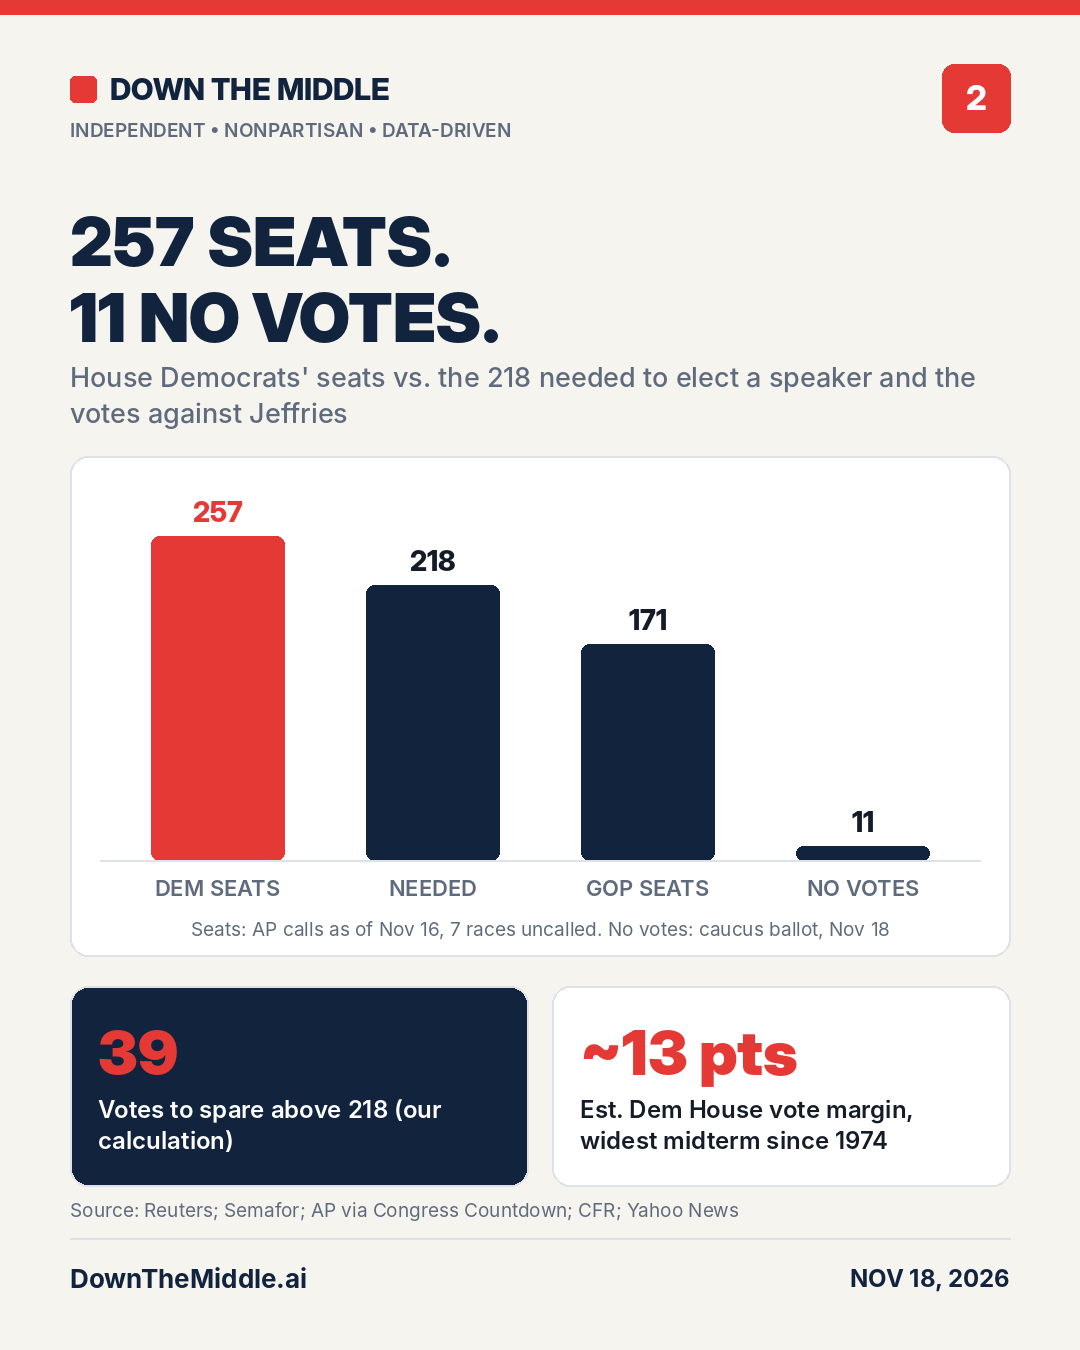 DOWN THE MIDDLE
2
INDEPENDENT • NONPARTISAN • DATA-DRIVEN
257 SEATS.
11 NO VOTES.
House Democrats' seats vs. the 218 needed to elect a speaker and the
votes against Jeffries
257
218
171
11
DEM SEATS
NEEDED
GOP SEATS
NO VOTES
Seats: AP calls as of Nov 16, 7 races uncalled. No votes: caucus ballot, Nov 18
39
Votes to spare above 218 (our
calculation)
~13 pts
Est. Dem House vote margin,
widest midterm since 1974
Source: Reuters; Semafor; AP via Congress Countdown; CFR; Yahoo News
DownTheMiddle.ai
NOV 18, 2026